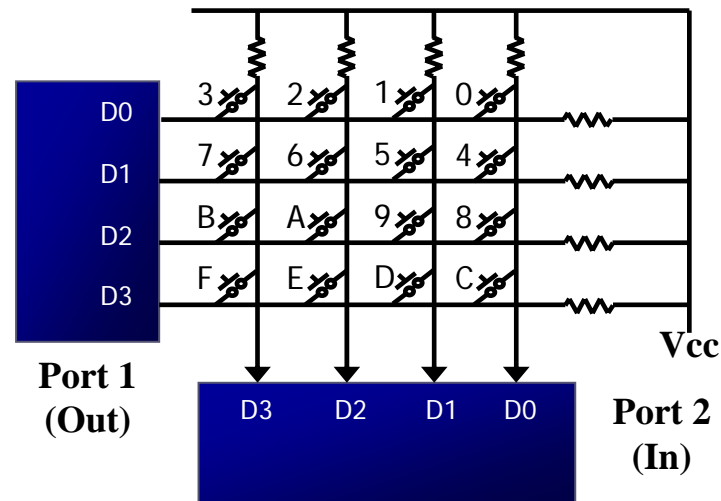 3 2 1 0
D0
7 6 5 4
D1
B A 9 8
D2
F E D C
D3
Vcc
Port 1
(Out)
D3 D2 D1 D0
Port 2
(In)